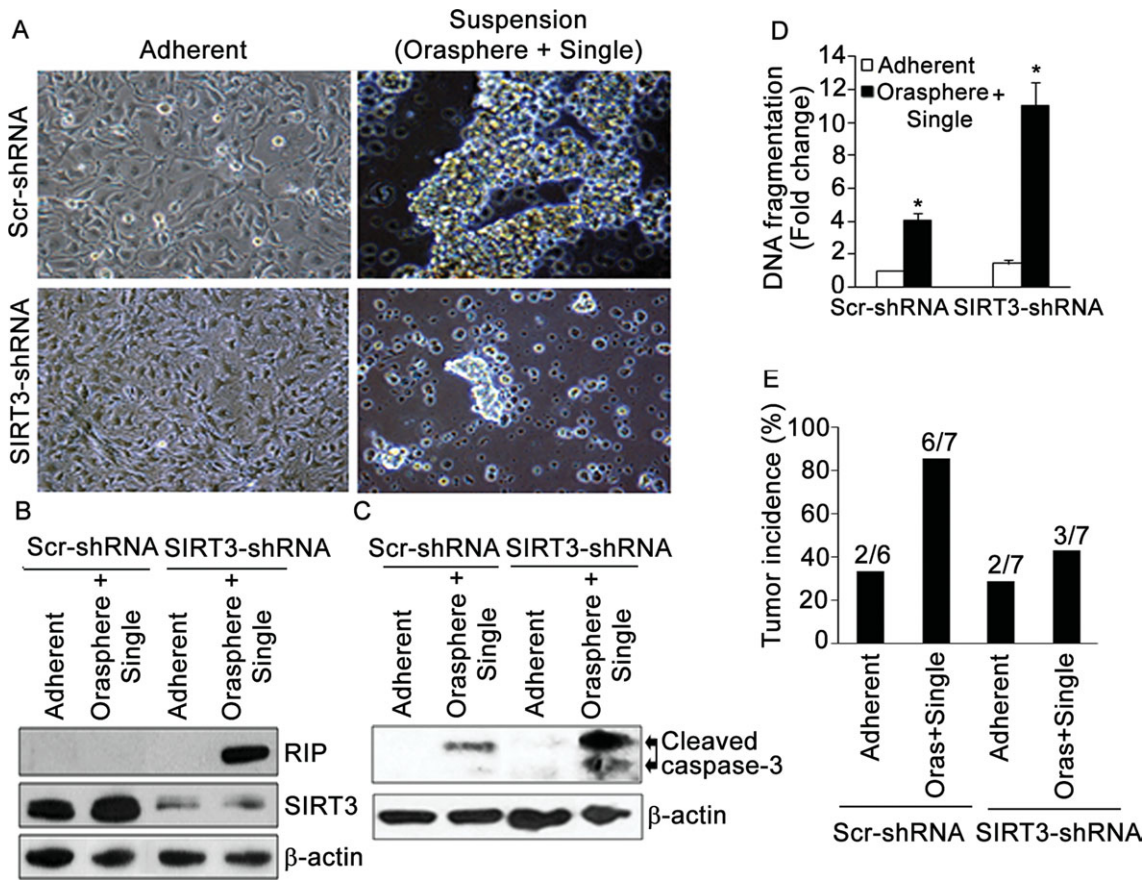 A
Adherent
Suspension
(Orasphere + Single)
Scr-shRNA
SIRT3-shRNA
B
Scr-shRNA SIRT3-shRNA
Adherent
Orasphere +
Single
Adherent
Orasphere +
Single
RIP
SIRT3
β-actin
C
Scr-shRNA SIRT3-shRNA
Adherent
Orasphere +
Single
Adherent
Orasphere +
Single
Cleaved
caspase-3
β-actin
D
DNA fragmentation
(Fold change)
14
12
10
8
6
4
2
0
Adherent
Orasphere +
Single
*
*
Scr-shRNA SIRT3-shRNA
E
Tumor incidence (%)
100
80
60
40
20
0
2/6
6/7
2/7
3/7
Adherent
Oras+Single
Adherent
Oras+Single
Scr-shRNA SIRT3-shRNA